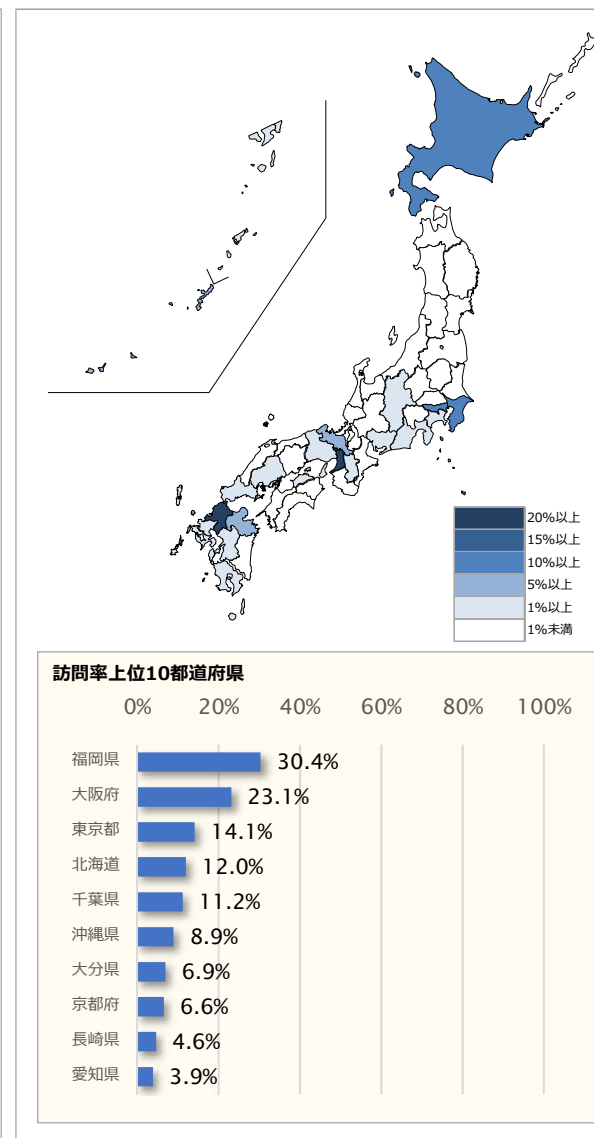 20%以上
15%以上
10%以上
5%以上
1%以上
1%未満
訪問率上位10都道府県
0% 20% 40% 60% 80% 100%
福岡県 30.4%
大阪府 23.1%
東京都 14.1%
北海道 12.0%
千葉県 11.2%
沖縄県 8.9%
大分県 6.9%
京都府 6.6%
長崎県 4.6%
愛知県 3.9%